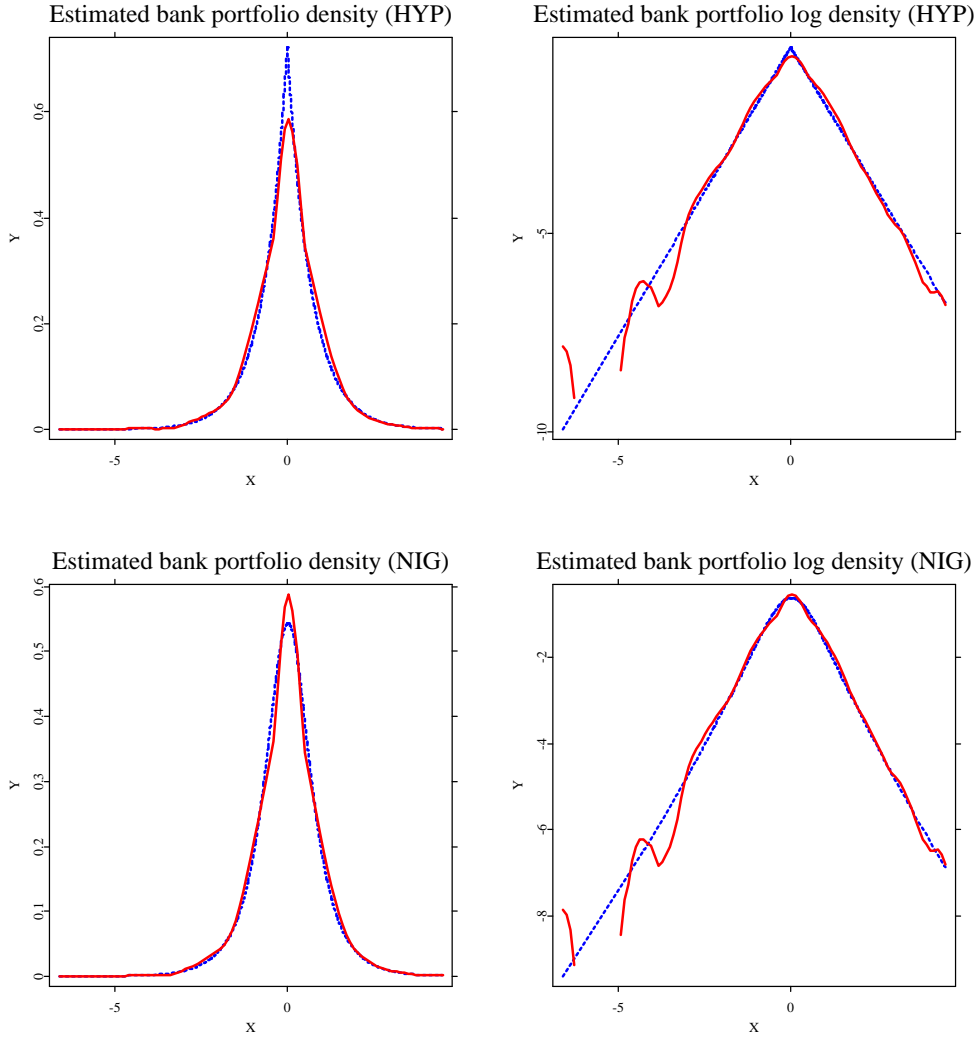 Estimated bank portfolio density (HYP)
0.6
0.4
Y
0.2
0
-5
0
X
Estimated bank portfolio log density (HYP)
-5
Y
-10
-5
0
X
Estimated bank portfolio density (NIG)
0.6
0.5
0.4
0.3
Y
0.2
0.1
0
-5
0
X
Estimated bank portfolio log density (NIG)
-2
-4
Y
-6
-8
-5
0
X